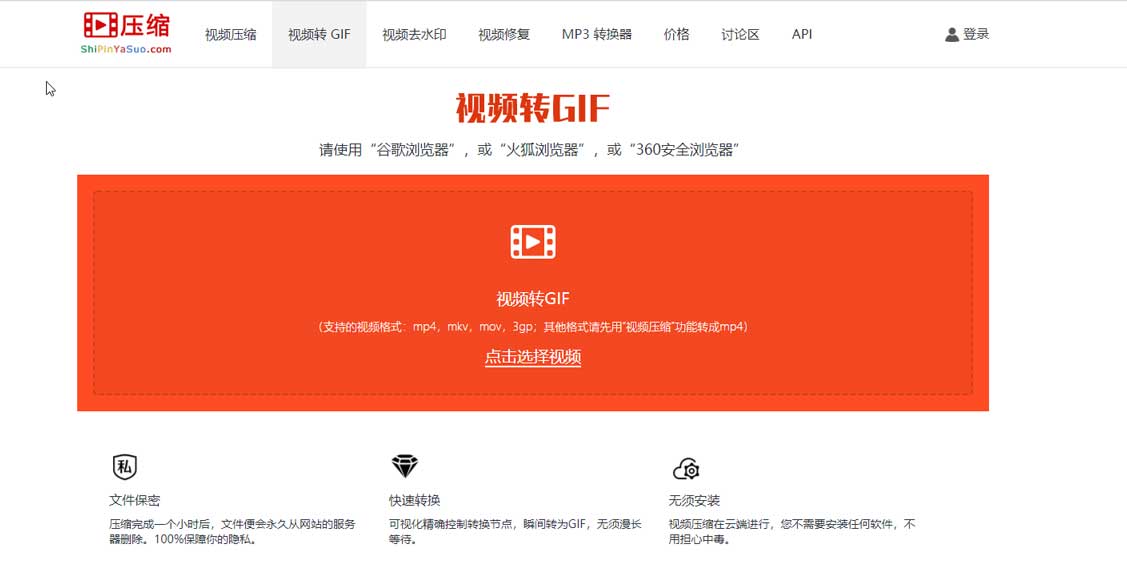 压缩
ShiPinYaSuo.com
视频压缩 视频转 GIF 视频去水印 视频修复 MP3 转换器 价格 讨论区 API 登录
视频转GIF
请使用“谷歌浏览器”，或“火狐浏览器”，或“360安全浏览器”
视频转GIF
（支持的视频格式：mp4，mkv，mov，3gp；其他格式请先用“视频压缩”功能转成mp4）
点击选择视频
私
文件保密
压缩完成一个小时后，文件便会永久从网站的服务
器删除。100%保障你的隐私。
快速转换
可视化精确控制转换节点，瞬间转为GIF，无须漫长
等待。
无须安装
视频压缩在云端进行，您不需要安装任何软件，不
用担心中毒。